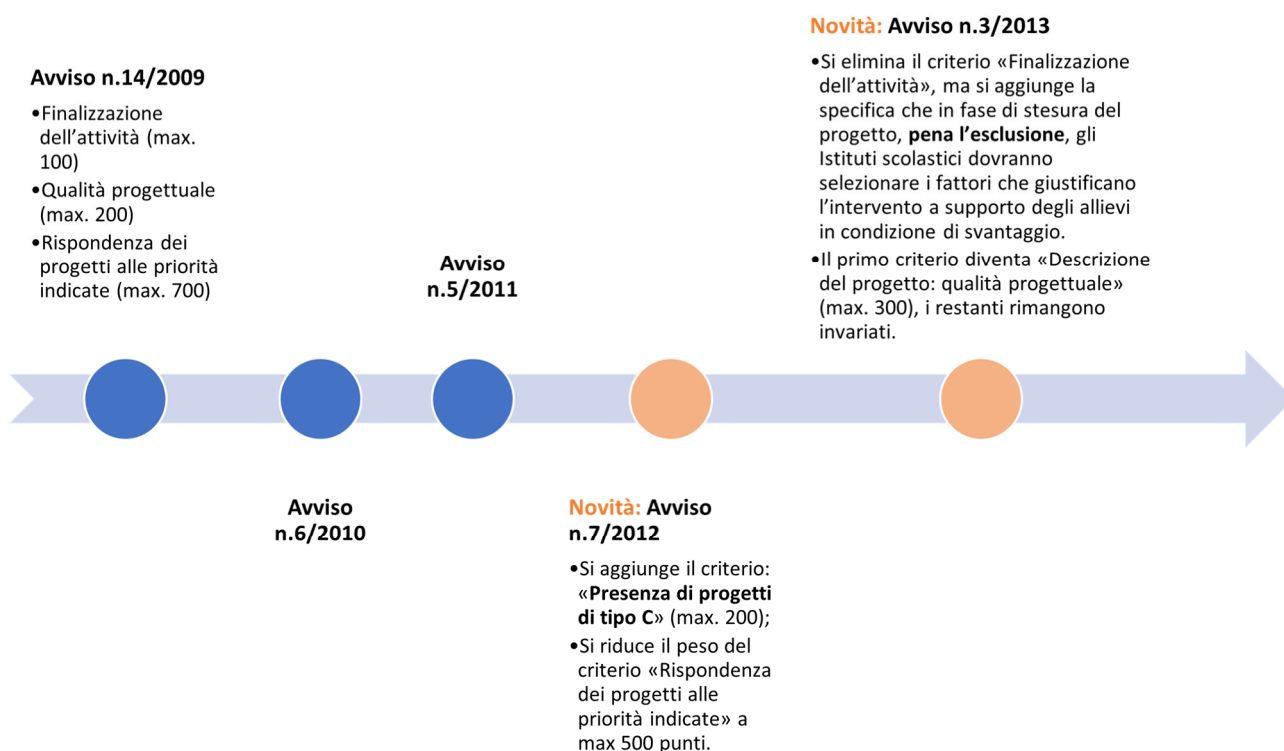 Avviso n.14/2009
•Finalizzazione
dell’attività (max.
100)
•Qualità progettuale
(max. 200)
•Rispondenza dei
progetti alle priorità
indicate (max. 700)
Avviso
n.6/2010
Avviso
n.5/2011
Novità: Avviso
n.7/2012
•Si aggiunge il criterio:
«Presenza di progetti
di tipo C» (max. 200);
•Si riduce il peso del
criterio «Rispondenza
dei progetti alle
priorità indicate» a
max 500 punti.
Novità: Avviso n.3/2013
•Si elimina il criterio «Finalizzazione
dell’attività», ma si aggiunge la
specifica che in fase di stesura del
progetto, pena l’esclusione, gli
Istituti scolastici dovranno
selezionare i fattori che giustificano
l’intervento a supporto degli allievi
in condizione di svantaggio.
•Il primo criterio diventa «Descrizione
del progetto: qualità progettuale»
(max. 300), i restanti rimangono
invariati.